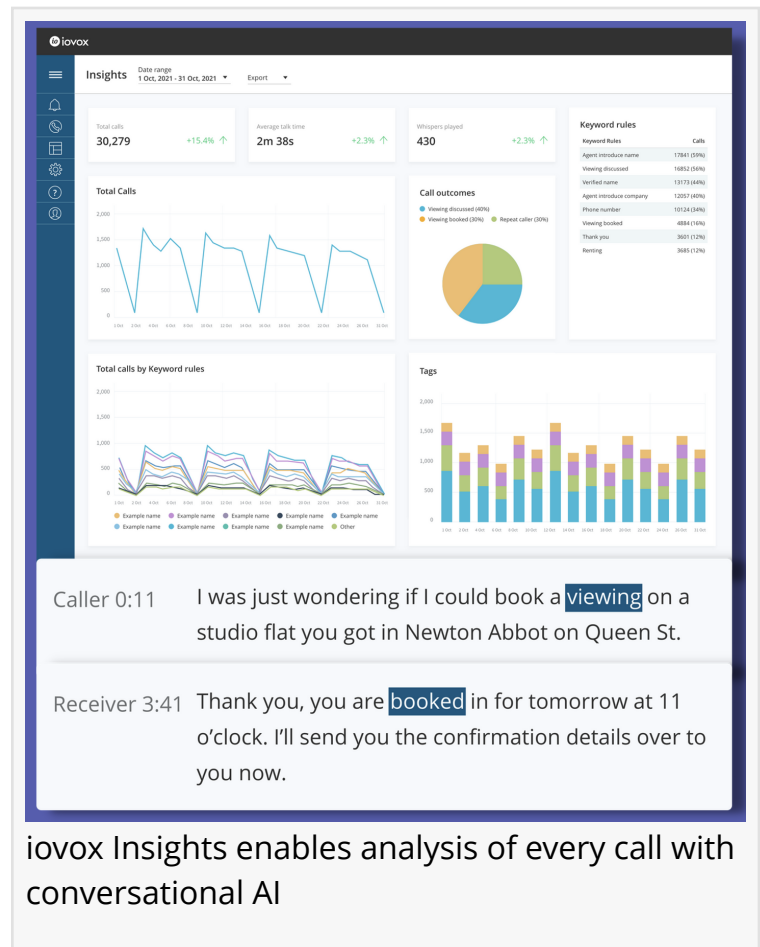 iovox
Insights
Date range
1 Oct, 2021 - 31 Oct, 2021
Export
Total calls
30,279
+15.4%
Average talk time
2m 38s
+2.3%
Whispers played
430
+2.3%
Keyword rules
Keyword Rules Calls
Agent introduce name 17841 (59%)
Viewing discussed 16852 (56%)
Verified name 13173 (44%)
Agent introduce company 12057 (40%)
Phone number 10124 (34%)
Viewing booked 4884 (16%)
Thank you 3601 (12%)
Renting 3685 (12%)
Total Calls
2,000
1,500
1,000
500
0
Call outcomes
Viewing discussed (40%)
Viewing booked (30%) Repeat caller (30%)
Total calls by Keyword rules
2,000
1,500
1,000
500
0
Example name Example name Example name Example name Example name
Example name Example name Example name Example name Other
Tags
2,000
1,500
1,000
500
0
Caller 0:11 I was just wondering if I could book a viewing on a
studio flat you got in Newton Abbot on Queen St.
Receiver 3:41 Thank you, you are booked in for tomorrow at 11
o’clock. I’ll send you the confirmation details over to
you now.
iovox Insights enables analysis of every call with
conversational AI